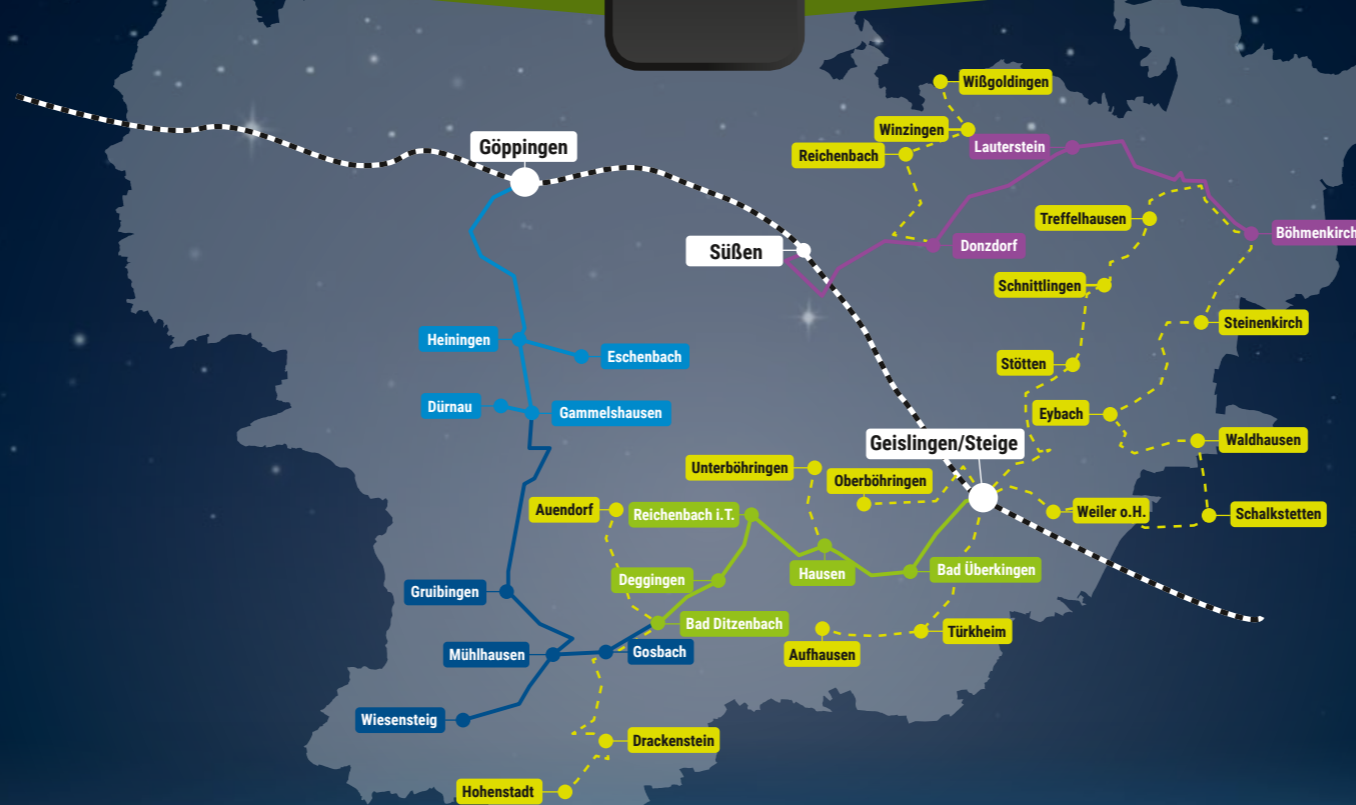 Wißgoldingen
Winzingen
Göppingen
Lauterstein
Reichenbach
Treffelhausen
Böhmenkirch
Süßen
Donzdorf
Schnittlingen
Steinenkirch
Heiningen
Eschenbach
Stötten
Dürnau
Gammelshausen
Eybach
Geislingen/Steige
Waldhausen
Unterböhringen
Oberböhringen
Auendorf
Reichenbach i.T.
Weiler o.H.
Schalkstetten
Hausen
Bad Überkingen
Deggingen
Gruibingen
Bad Ditzenbach
Türkheim
Mühlhausen
Gosbach
Aufhausen
Wiesensteig
Drackenstein
Hohenstadt